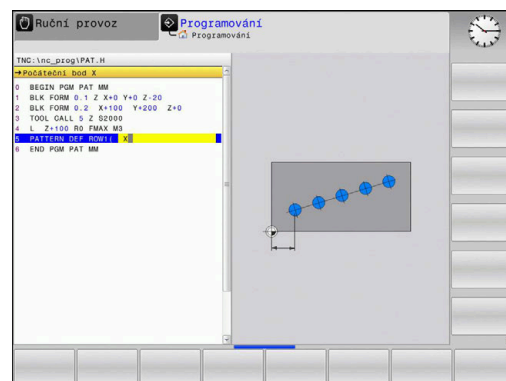 Ruční provoz
Programování
Programování
TNC:\nc_prog\PAT.H
→Počáteční bod X
0 BEGIN PGM PAT MM
1 BLK FORM 0.1 Z X+0 Y+0 Z-20
2 BLK FORM 0.2 X+100 Y+200 Z+0
3 TOOL CALL 5 Z S2000
4 L Z+100 R0 FMAX M3
5 PATTERN DEF ROW1( X
6 END PGM PAT MM